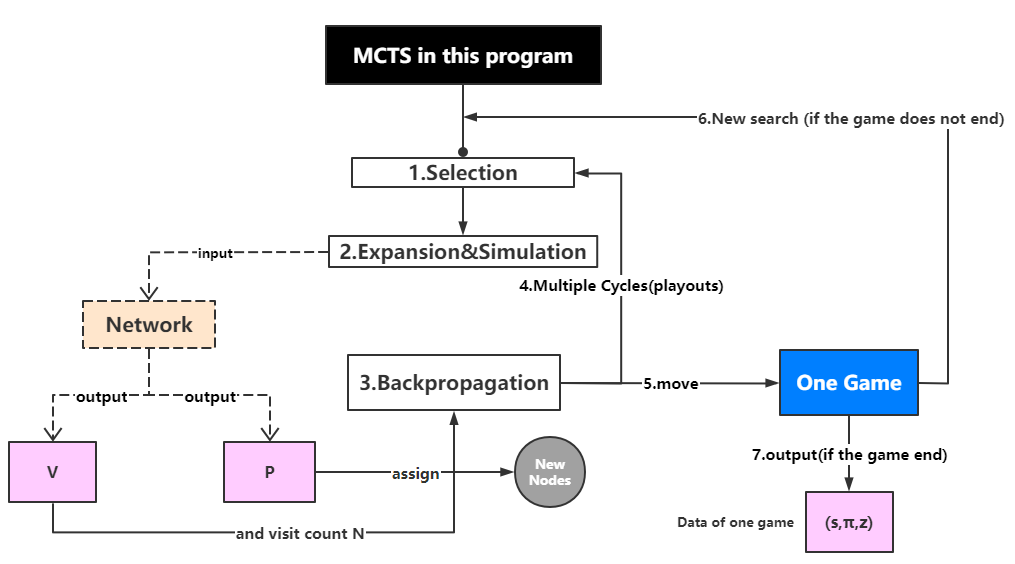 MCTS in this program
6.New search (if the game does not end)
1.Selection
2.Expansion&Simulation
input
4.Multiple Cycles(playouts)
Network
3.Backpropagation
5.move
One Game
output
output
V
P
assign
New
Nodes
7.output(if the game end)
and visit count N
Data of one game
(s,π,z)